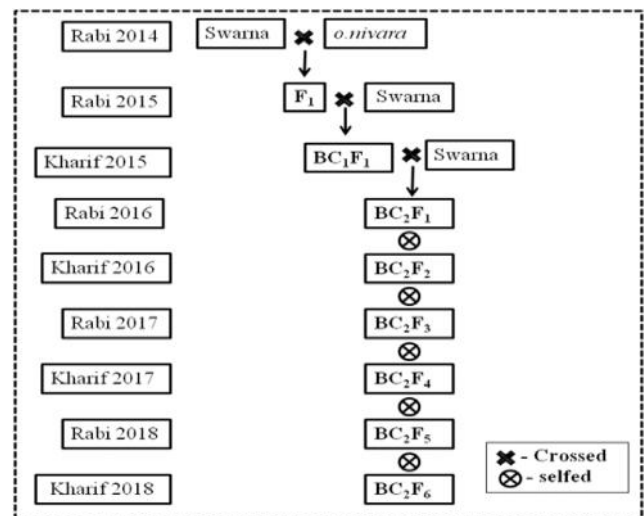 Rabi 2014 Swarna ✖ o.nivara
Rabi 2015 F₁ ✖ Swarna
Kharif 2015 BC₁F₁ ✖ Swarna
Rabi 2016 BC₂F₁
Kharif 2016 BC₂F₂
Rabi 2017 BC₂F₃
Kharif 2017 BC₂F₄
Rabi 2018 BC₂F₅
Kharif 2018 BC₂F₆
✖ - Crossed
⊗ - selfed